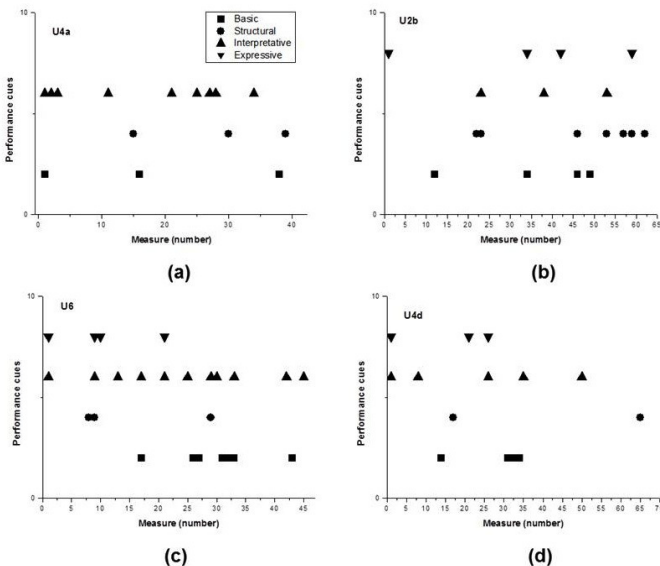 10
U4a
Basic
Structural
Interpretative
Expressive
Performance cues
0
0 10 20 30 40
Measure (number)
(a)
10
U2b
Performance cues
0
0 5 10 15 20 25 30 35 40 45 50 55 60 65
Measure (number)
(b)
10
U6
Performance cues
0
0 5 10 15 20 25 30 35 40 45
Measure (number)
(c)
10
U4d
Performance cues
0
0 5 10 15 20 25 30 35 40 45 50 55 60 65 70
Measure (number)
(d)